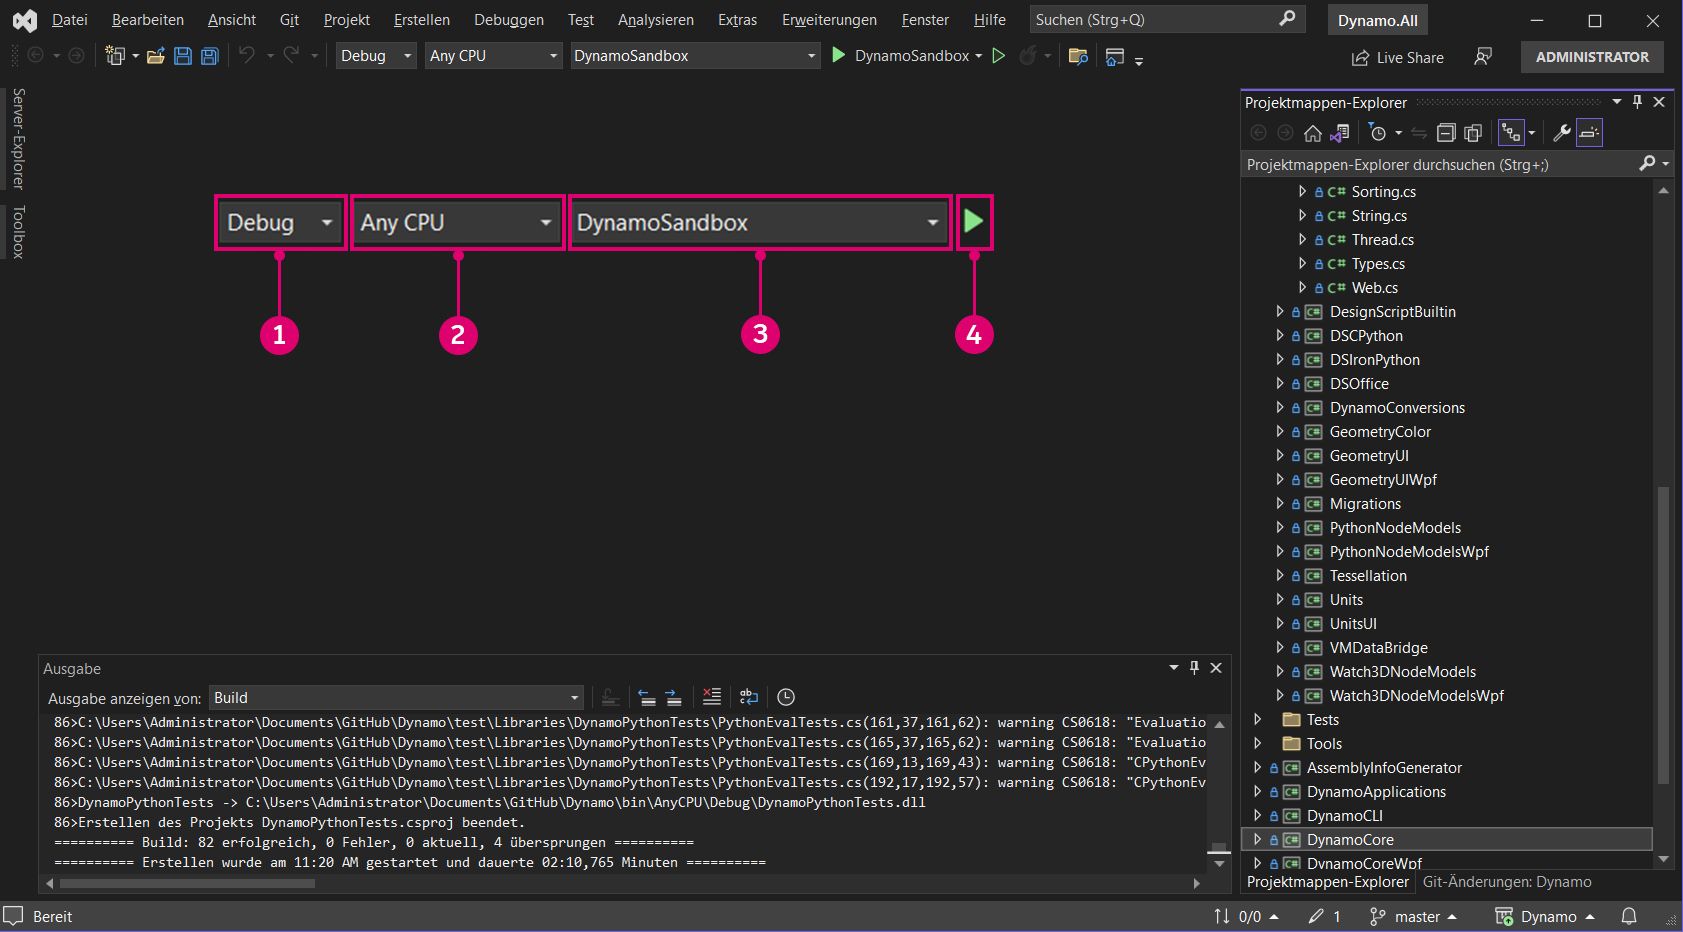 Datei Bearbeiten Ansicht Git Projekt Erstellen Debuggen Test Analysieren Extras Erweiterungen Fenster Hilfe Suchen (Strg+Q) Dynamo.All
Debug Any CPU DynamoSandbox DynamoSandbox Live Share ADMINISTRATOR
Server-Explorer
Toolbox
Debug Any CPU DynamoSandbox
1 2 3 4
Projektmappen-Explorer
Projektmappen-Explorer durchsuchen (Strg+;)
C# Sorting.cs
C# String.cs
C# Thread.cs
C# Types.cs
C# Web.cs
C# DesignScriptBuiltin
C# DSCPython
C# DSIronPython
C# DSOffice
C# DynamoConversions
C# GeometryColor
C# GeometryUI
C# GeometryUIWpf
C# Migrations
C# PythonNodeModels
C# PythonNodeModelsWpf
C# Tessellation
C# Units
C# UnitsUI
C# VMDataBridge
C# Watch3DNodeModels
C# Watch3DNodeModelsWpf
Tests
Tools
C# AssemblyInfoGenerator
C# DynamoApplications
C# DynamoCLI
C# DynamoCore
C# DynamoCoreWpf
Projektmappen-Explorer Git-Änderungen: Dynamo
Ausgabe
Ausgabe anzeigen von: Build
86>C:\Users\Administrator\Documents\GitHub\Dynamo\test\Libraries\DynamoPythonTests\PythonEvalTests.cs(161,37,161,62): warning CS0618: "Evaluatio
86>C:\Users\Administrator\Documents\GitHub\Dynamo\test\Libraries\DynamoPythonTests\PythonEvalTests.cs(165,37,165,62): warning CS0618: "Evaluatio
86>C:\Users\Administrator\Documents\GitHub\Dynamo\test\Libraries\DynamoPythonTests\PythonEvalTests.cs(169,13,169,43): warning CS0618: "CPythonEv
86>C:\Users\Administrator\Documents\GitHub\Dynamo\test\Libraries\DynamoPythonTests\PythonEvalTests.cs(192,17,192,57): warning CS0618: "CPythonEv
86>DynamoPythonTests -> C:\Users\Administrator\Documents\GitHub\Dynamo\bin\AnyCPU\Debug\DynamoPythonTests.dll
86>Erstellen des Projekts DynamoPythonTests.csproj beendet.
========== Build: 82 erfolgreich, 0 Fehler, 0 aktuell, 4 übersprungen ==========
========== Erstellen wurde am 11:20 AM gestartet und dauerte 02:10,765 Minuten ==========
Bereit 0/0 1 master Dynamo